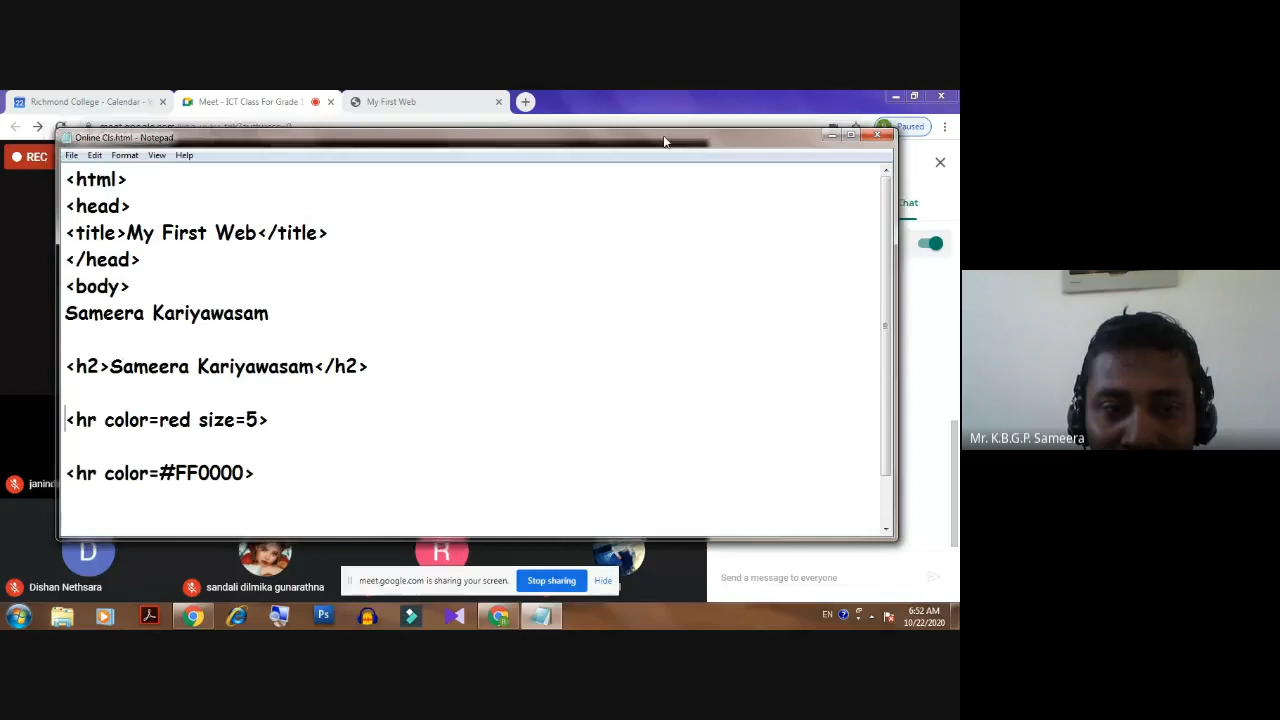 Richmond College - Calendar -
Meet - ICT Class For Grade 1
My First Web
Paused
REC
Online Cls.html - Notepad
File Edit Format View Help
<html>
<head>
<title>My First Web</title>
</head>
<body>
Sameera Kariyawasam
<h2>Sameera Kariyawasam</h2>
<hr color=red size=5>
<hr color=#FF0000>
Chat
Mr. K.B.G.P. Sameera
D
R
Dishan Nethsara
sandali dilmika gunarathna
meet.google.com is sharing your screen.
Stop sharing
Hide
Send a message to everyone
Ps
EN
6:52 AM
10/22/2020